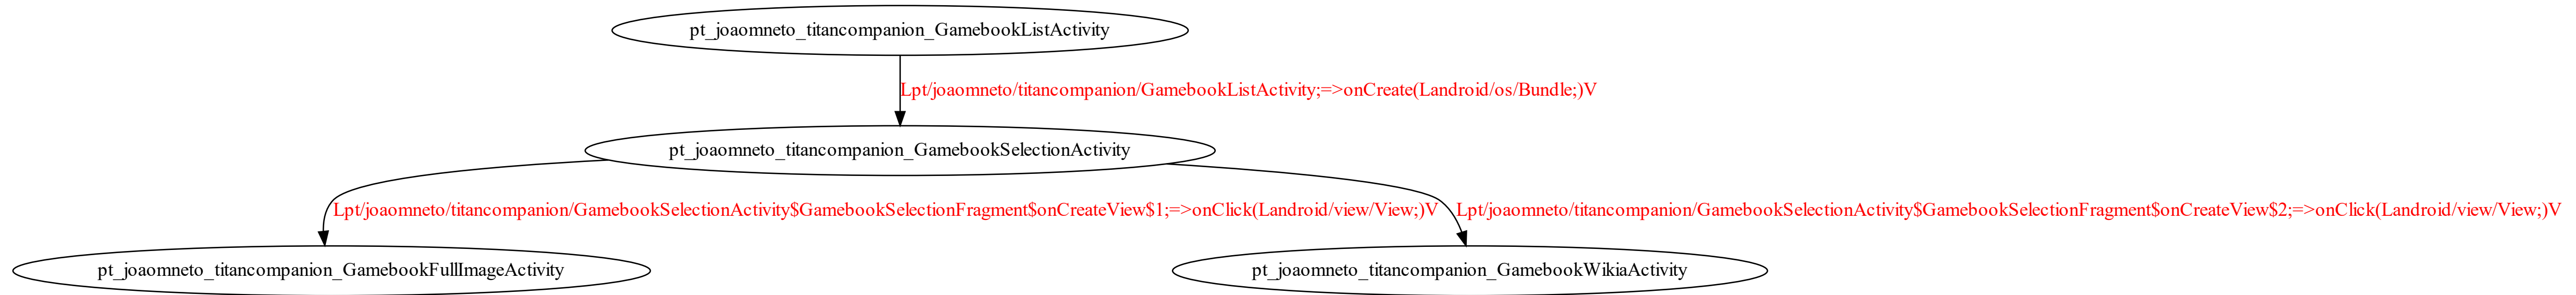 pt_joaomneto_titancompanion_GamebookListActivity
Lpt/joaomneto/titancompanion/GamebookListActivity;=>onCreate(Landroid/os/Bundle;)V
pt_joaomneto_titancompanion_GamebookSelectionActivity
Lpt/joaomneto/titancompanion/GamebookSelectionActivity$GamebookSelectionFragment$onCreateView$1;=>onClick(Landroid/view/View;)V
Lpt/joaomneto/titancompanion/GamebookSelectionActivity$GamebookSelectionFragment$onCreateView$2;=>onClick(Landroid/view/View;)V
pt_joaomneto_titancompanion_GamebookFullImageActivity
pt_joaomneto_titancompanion_GamebookWikiaActivity